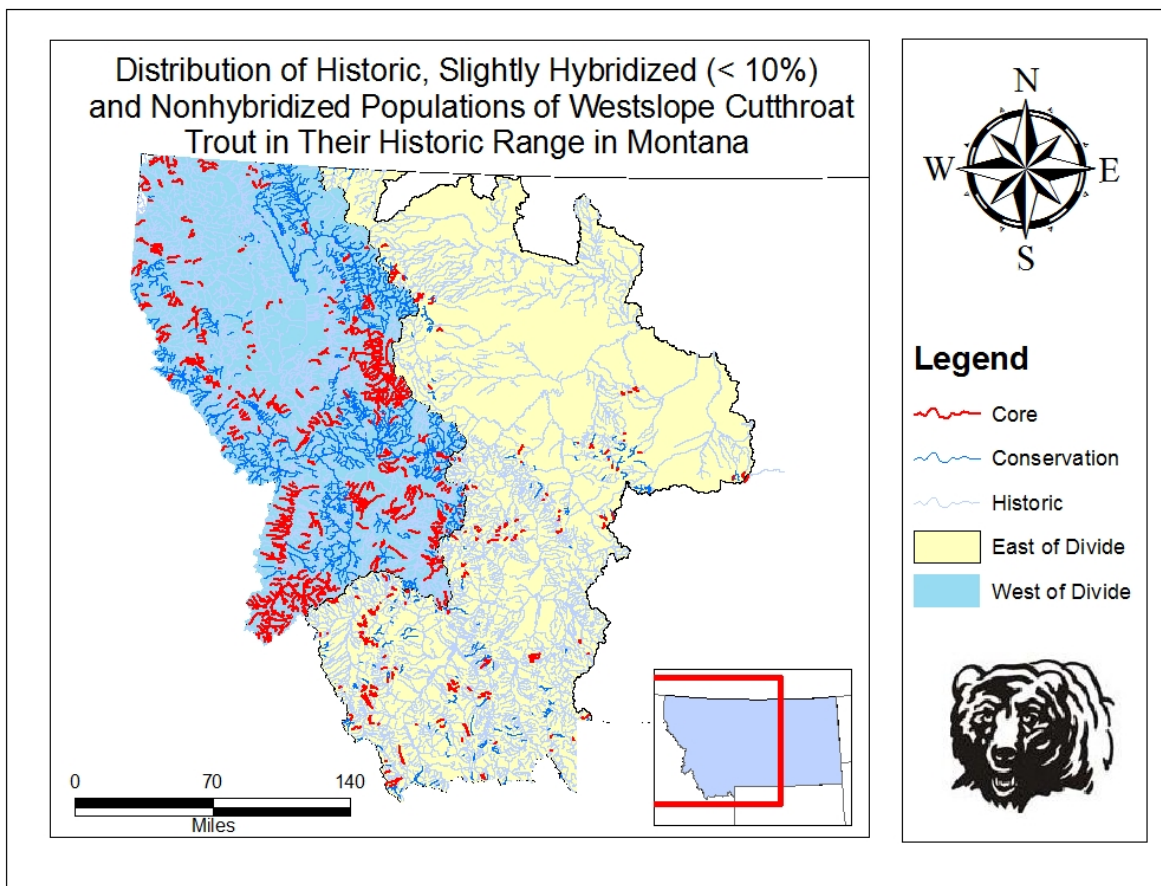 Distribution of Historic, Slightly Hybridized (< 10%)
and Nonhybridized Populations of Westslope Cutthroat
Trout in Their Historic Range in Montana
N
W E
S
Legend
Core
Conservation
Historic
East of Divide
West of Divide
0 70 140
Miles